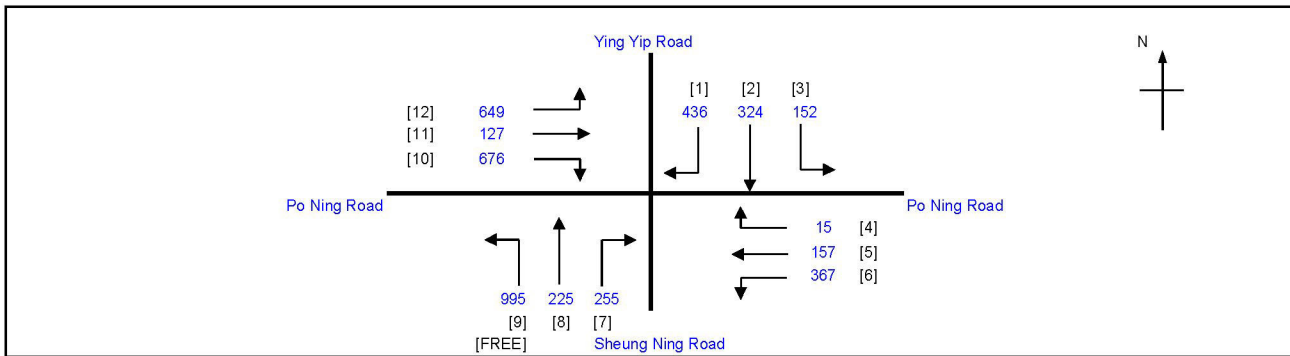 Ying Yip Road
N
[1] [2] [3]
[12] 649
436 324 152
[11] 127
[10] 676
Po Ning Road
Po Ning Road
15 [4]
157 [5]
367 [6]
995 225 255
[9] [8] [7]
[FREE]
Sheung Ning Road